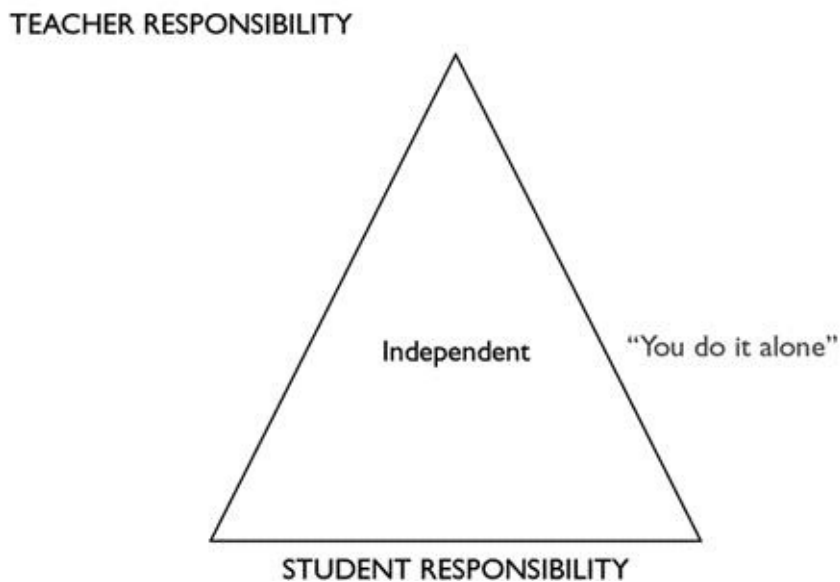 TEACHER RESPONSIBILITY
Independent
“You do it alone”
STUDENT RESPONSIBILITY